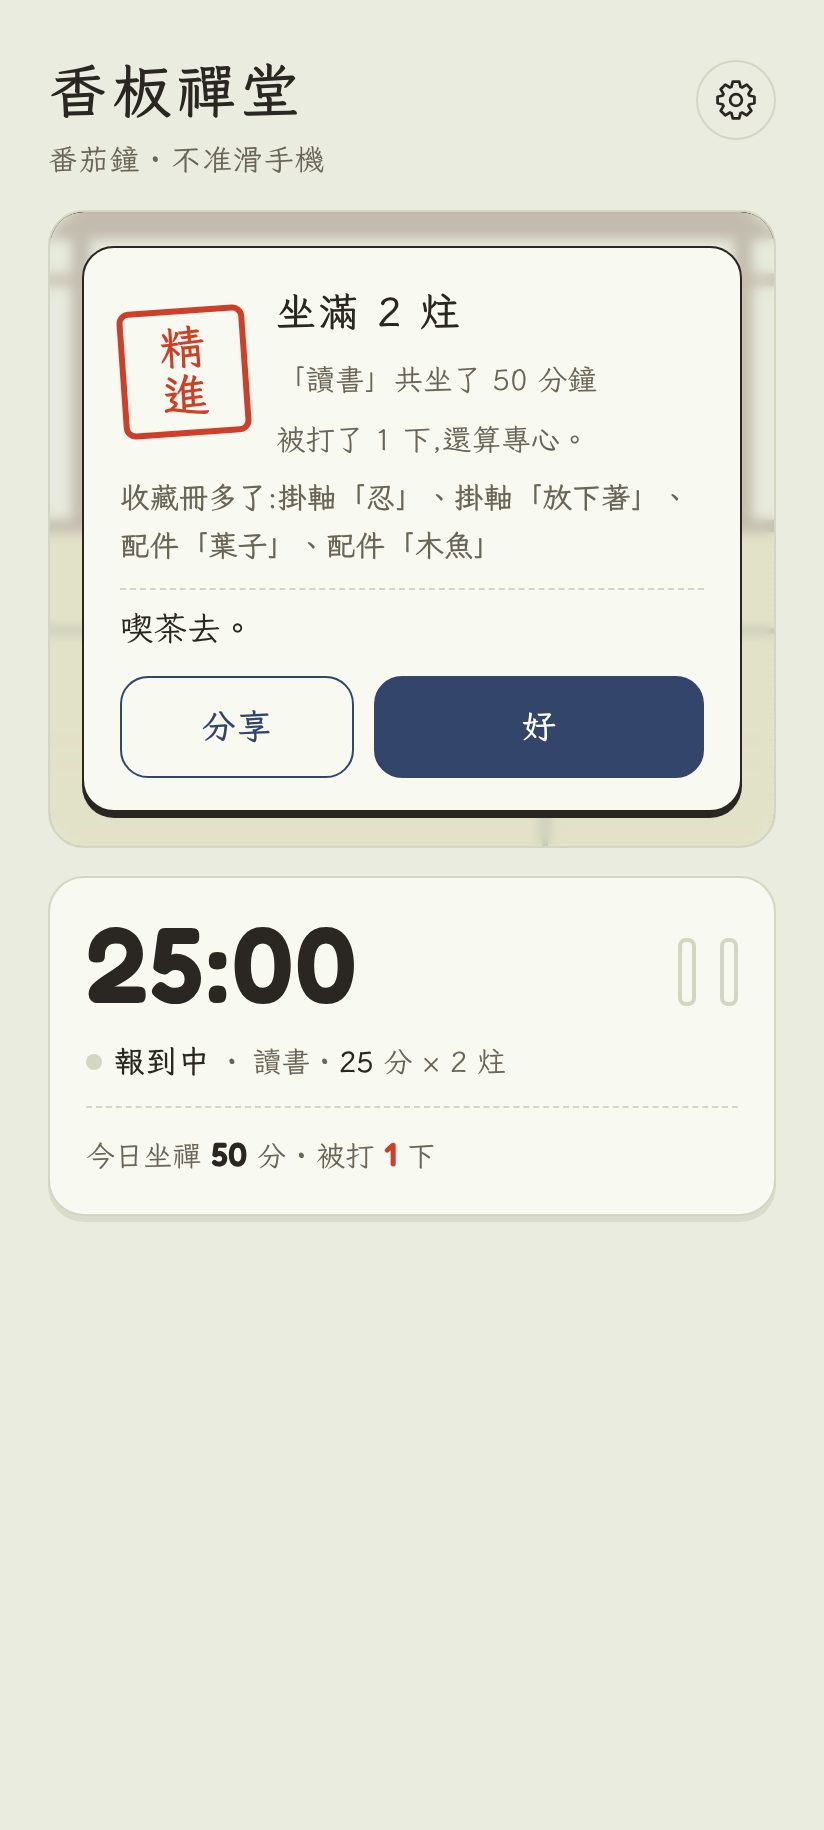 香板禪堂
番茄鐘・不准滑手機
精進
坐滿 2 炷
「讀書」共坐了 50 分鐘
被打了 1 下,還算專心。
收藏冊多了:掛軸「忍」、掛軸「放下著」、
配件「葉子」、配件「木魚」
喫茶去。
分享
好
25:00
報到中 · 讀書・25 分 × 2 炷
今日坐禪 50 分・被打 1 下